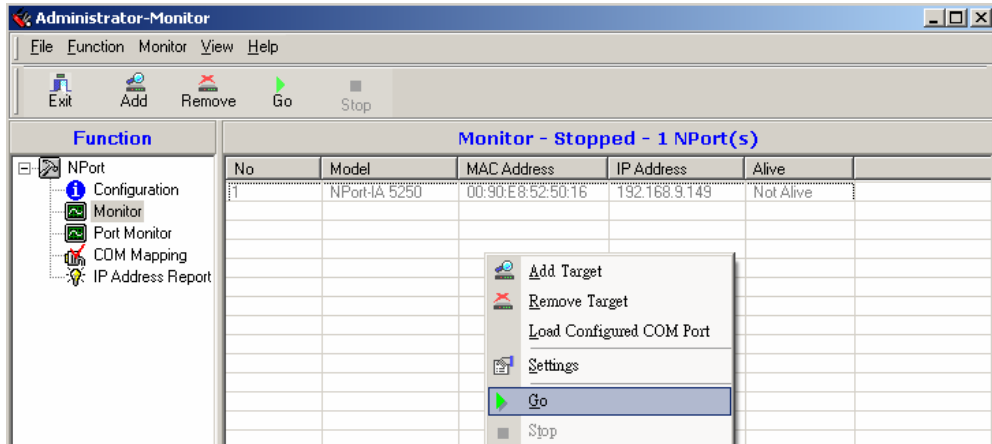 Administrator-Monitor
File Function Monitor View Help
Exit Add Remove Go Stop
Function
Monitor - Stopped - 1 NPort(s)
NPort
Configuration
Monitor
Port Monitor
COM Mapping
IP Address Report
No Model MAC Address IP Address Alive
1 NPort-IA 5250 00:90:E8:52:50:16 192.168.9.149 Not Alive
Add Target
Remove Target
Load Configured COM Port
Settings
Go
Stop